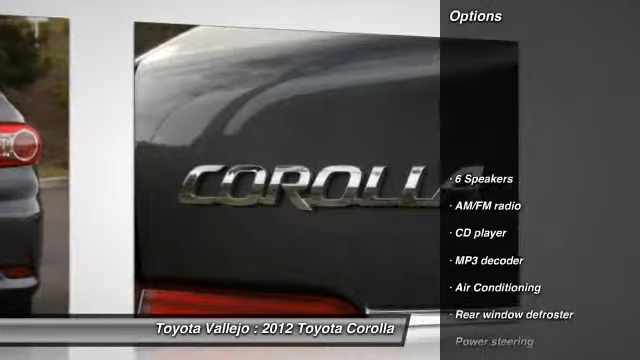 Options
COROLLA
· 6 Speakers
· AM/FM radio
· CD player
· MP3 decoder
· Air Conditioning
· Rear window defroster
· Power steering
Toyota Vallejo : 2012 Toyota Corolla